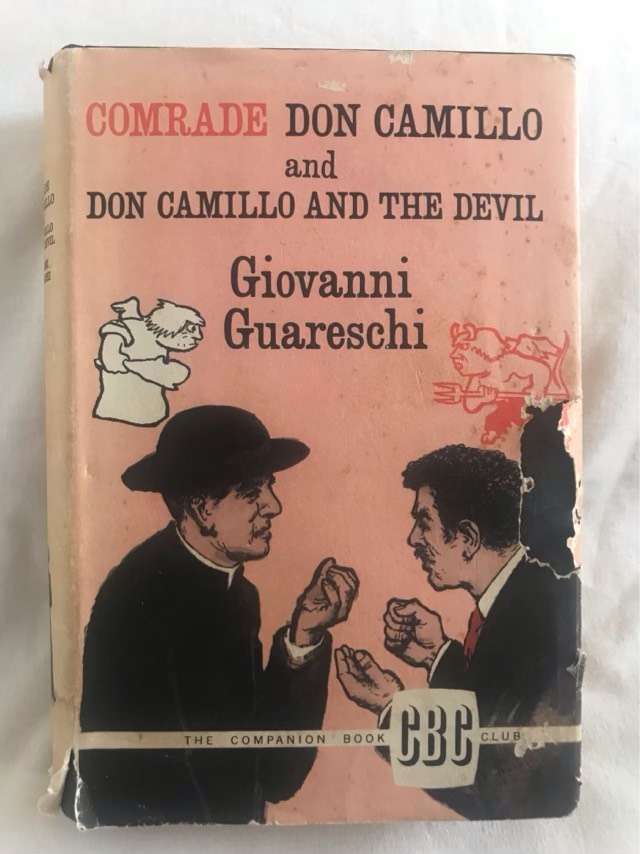 COMRADE DON CAMILLO
and
DON CAMILLO AND THE DEVIL
Giovanni
Guareschi
THE COMPANION BOOK CBC CLUB